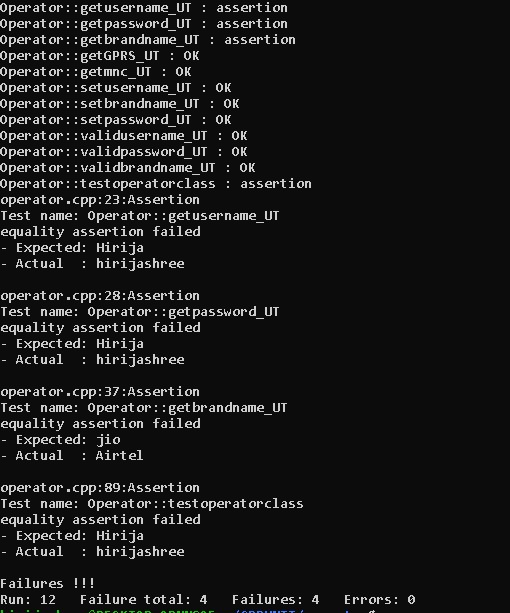 Operator::getusername_UT : assertion
Operator::getpassword_UT : assertion
Operator::getbrandname_UT : assertion
Operator::getGPRS_UT : OK
Operator::getmnc_UT : OK
Operator::setusername_UT : OK
Operator::setbrandname_UT : OK
Operator::setpassword_UT : OK
Operator::validusername_UT : OK
Operator::validpassword_UT : OK
Operator::validbrandname_UT : OK
Operator::testoperatorclass : assertion
operator.cpp:23:Assertion
Test name: Operator::getusername_UT
equality assertion failed
- Expected: Hirija
- Actual  : hirijashree
operator.cpp:28:Assertion
Test name: Operator::getpassword_UT
equality assertion failed
- Expected: Hirija
- Actual  : hirijashree
operator.cpp:37:Assertion
Test name: Operator::getbrandname_UT
equality assertion failed
- Expected: jio
- Actual  : Airtel
operator.cpp:89:Assertion
Test name: Operator::testoperatorclass
equality assertion failed
- Expected: Hirija
- Actual  : hirijashree
Failures !!!
Run: 12   Failure total: 4   Failures: 4   Errors: 0